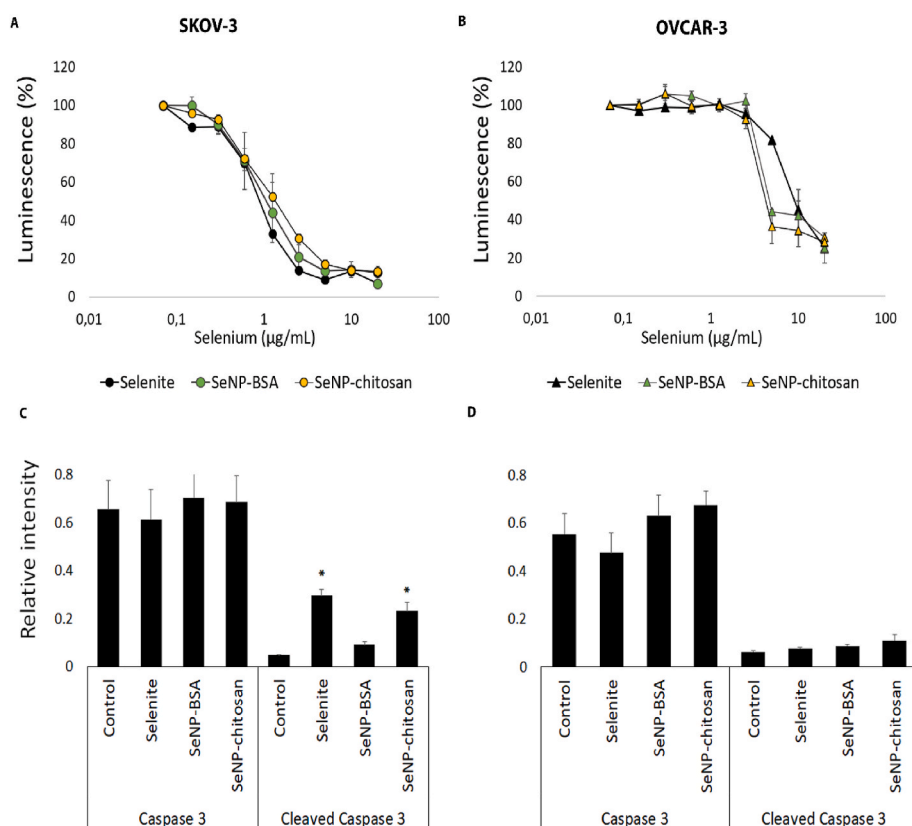 A
SKOV-3
Luminescence (%)
120
100
80
60
40
20
0
0,01
0,1
1
10
100
Selenium (µg/mL)
Selenite
SeNP-BSA
SeNP-chitosan
B
OVCAR-3
Luminescence (%)
120
100
80
60
40
20
0
0,01
0,1
1
10
100
Selenium (µg/mL)
Selenite
SeNP-BSA
SeNP-chitosan
C
Relative intensity
0.8
0.6
0.4
0.2
0
*
*
Control
Selenite
SeNP-BSA
SeNP-chitosan
Control
Selenite
SeNP-BSA
SeNP-chitosan
Caspase 3
Cleaved Caspase 3
D
0.8
0.6
0.4
0.2
0
Control
Selenite
SeNP-BSA
SeNP-chitosan
Control
Selenite
SeNP-BSA
SeNP-chitosan
Caspase 3
Cleaved Caspase 3